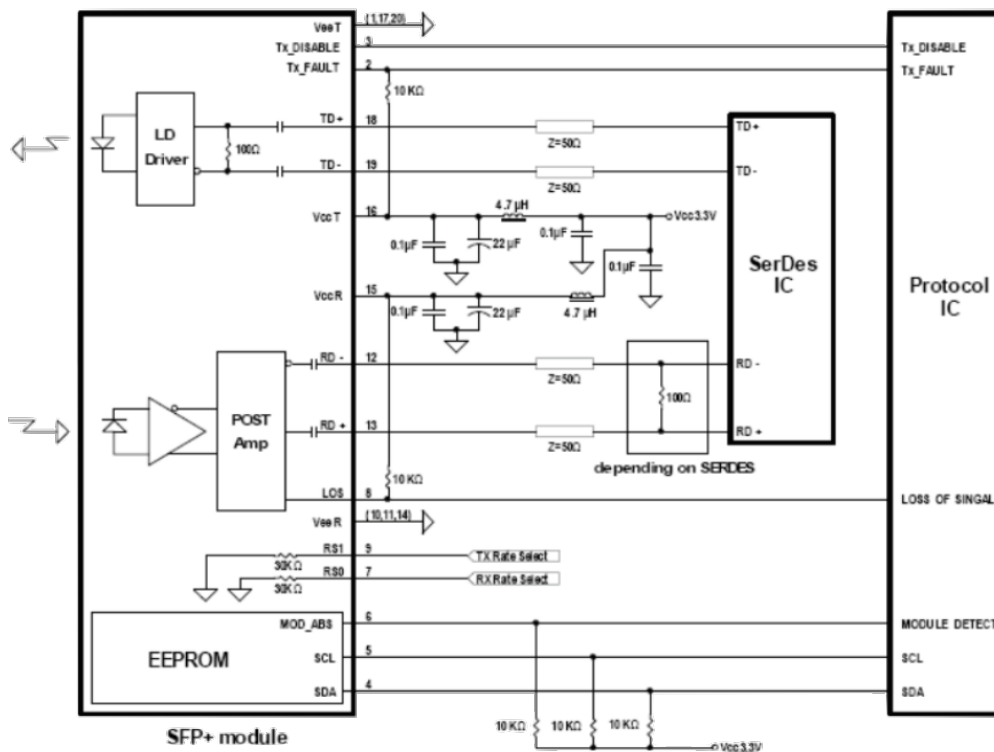 VeeT (1,17,20)
Tx_DISABLE 3 Tx_DISABLE
Tx_FAULT 2 Tx_FAULT
10 KΩ
LD
Driver
100Ω
TD+ 18 TD+
Z=50Ω
TD- 19 TD-
Z=50Ω
4.7 µH
VccT 16 Vcc3.3V
0.1µF 22 µF 0.1µF
0.1µF
SerDes
IC
Protocol
IC
VccR 15
0.1µF 22 µF 4.7 µH
RD - 12 RD -
Z=50Ω
100Ω
POST
Amp
RD + 13 RD +
Z=50Ω
depending on SERDES
10 KΩ
LOS 8 LOSS OF SINGAL
VeeR (10,11,14)
RS1 9 TX Rate Select
30KΩ
RS0 7 RX Rate Select
30KΩ
MOD_ABS 6 MODULE DETECT
EEPROM
SCL 5 SCL
SDA 4 SDA
10 KΩ 10 KΩ 10 KΩ
Vcc3.3V
SFP+ module